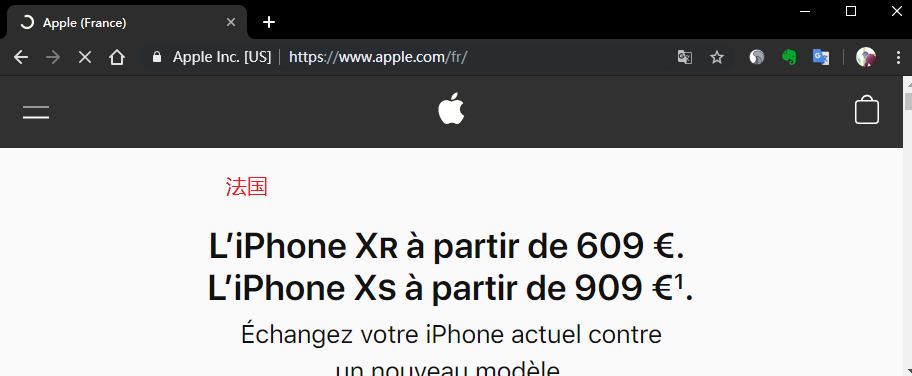 Apple (France)
Apple Inc. [US] https://www.apple.com/fr/
法国
L’iPhone XR à partir de 609 €.
L’iPhone XS à partir de 909 €¹.
Échangez votre iPhone actuel contre
un nouveau modèle